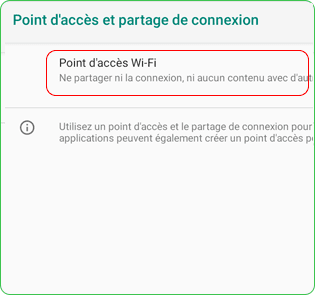 Point d'accès et partage de connexion
Point d'accès Wi-Fi
Ne partager ni la connexion, ni aucun contenu avec
Utilisez un point d'accès et le partage de connexion pour
applications peuvent également créer un point d'accès